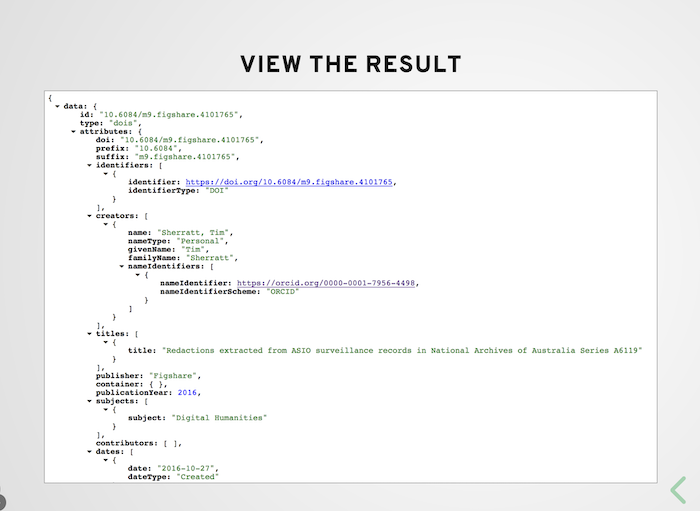 VIEW THE RESULT
{
data: {
id: "10.6084/m9.figshare.4101765",
type: "dois",
attributes: {
doi: "10.6084/m9.figshare.4101765",
prefix: "10.6084",
suffix: "m9.figshare.4101765",
identifiers: [
{
identifier: https://doi.org/10.6084/m9.figshare.4101765,
identifierType: "DOI"
}
],
creators: [
{
name: "Sherratt, Tim",
nameType: "Personal",
givenName: "Tim",
familyName: "Sherratt",
nameIdentifiers: [
{
nameIdentifier: https://orcid.org/0000-0001-7956-4498,
nameIdentifierScheme: "ORCID"
}
]
}
],
titles: [
{
title: "Redactions extracted from ASIO surveillance records in National Archives of Australia Series A6119"
}
],
publisher: "Figshare",
container: { },
publicationYear: 2016,
subjects: [
{
subject: "Digital Humanities"
}
],
contributors: [ ],
dates: [
{
date: "2016-10-27",
dateType: "Created"